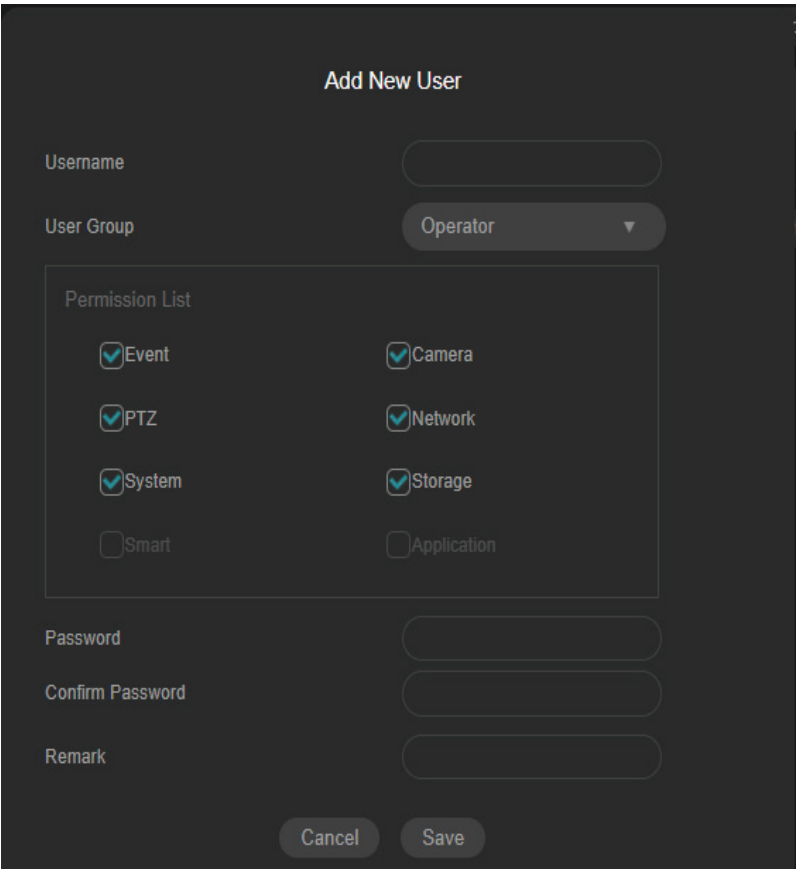 Add New User
Username
User Group Operator
Permission List
Event Camera
PTZ Network
System Storage
Smart Application
Password
Confirm Password
Remark
Cancel Save